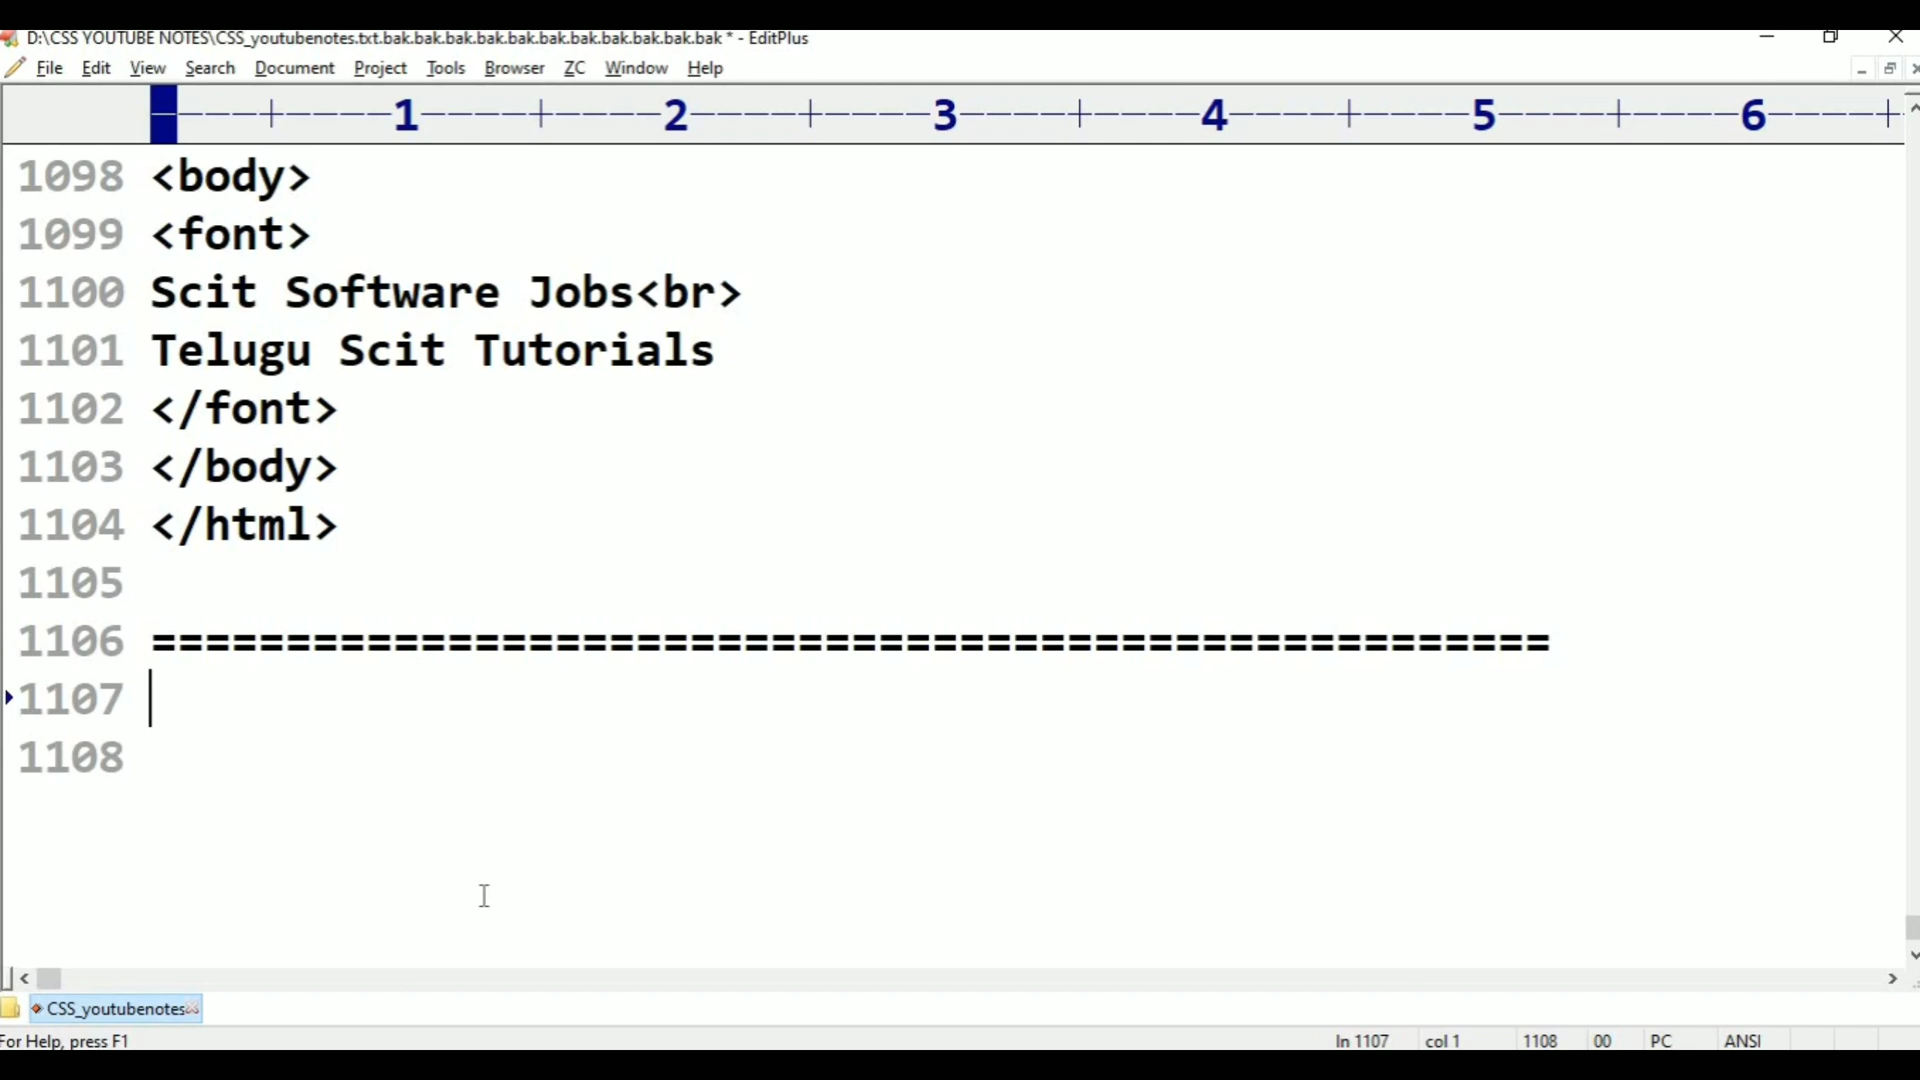 D:\CSS YOUTUBE NOTES\CSS_youtubenotes.txt.bak.bak.bak.bak.bak.bak.bak.bak.bak.bak.bak * - EditPlus
File Edit View Search Document Project Tools Browser ZC Window Help
1 2 3 4 5 6
1098 <body>
1099 <font>
1100 Scit Software Jobs<br>
1101 Telugu Scit Tutorials
1102 </font>
1103 </body>
1104 </html>
1105
1106 ====================================================
1107
1108
CSS_youtubenotes
For Help, press F1 ln 1107 col 1 1108 00 PC ANSI